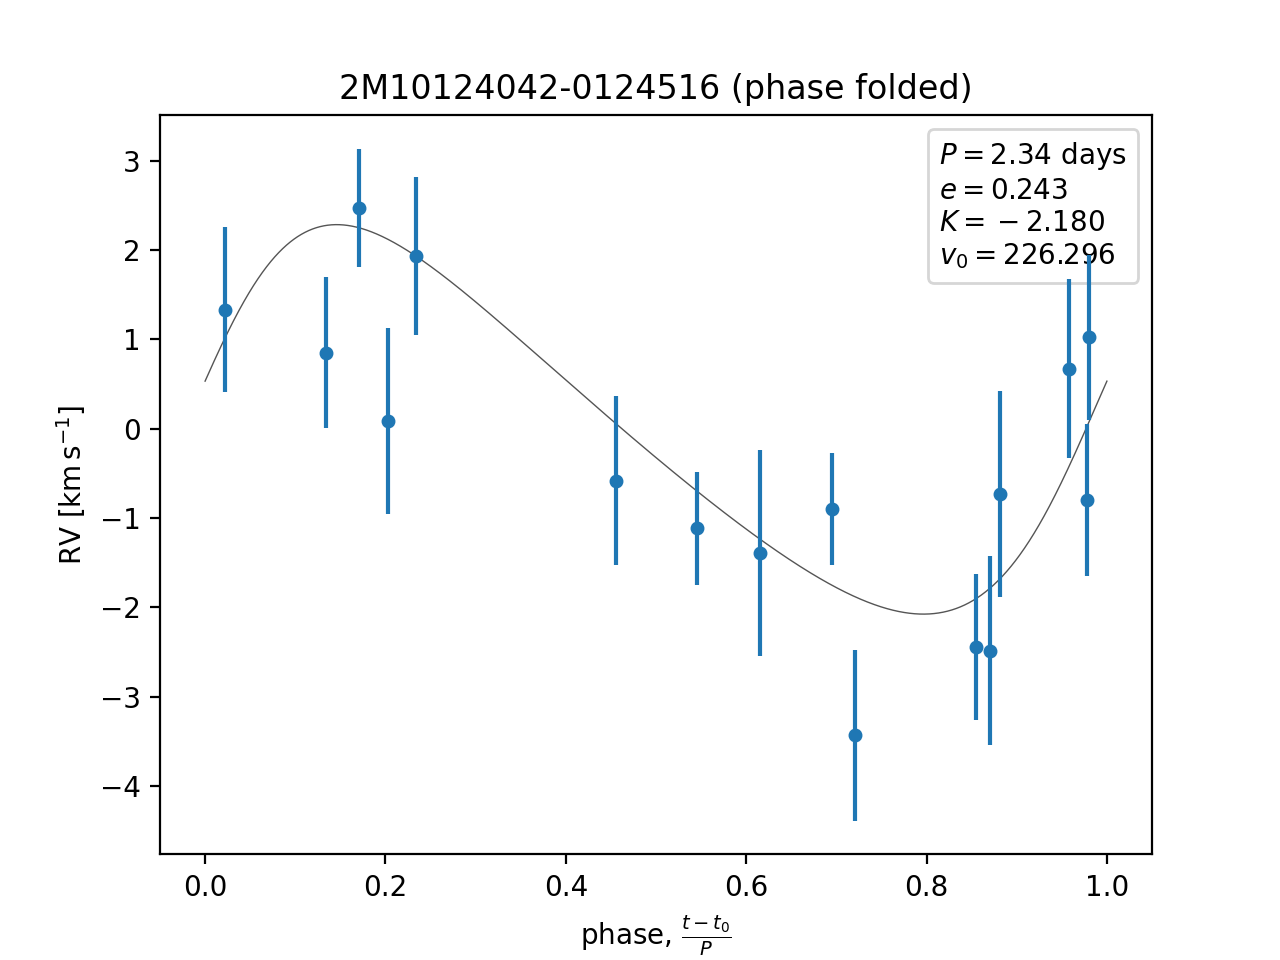 2M10124042-0124516 (phase folded)
P = 2.34 days
e = 0.243
K = −2.180
v₀ = 226.296
3
2
1
0
−1
−2
−3
−4
RV [km s⁻¹]
0.0 0.2 0.4 0.6 0.8 1.0
phase, (t − t₀)/P